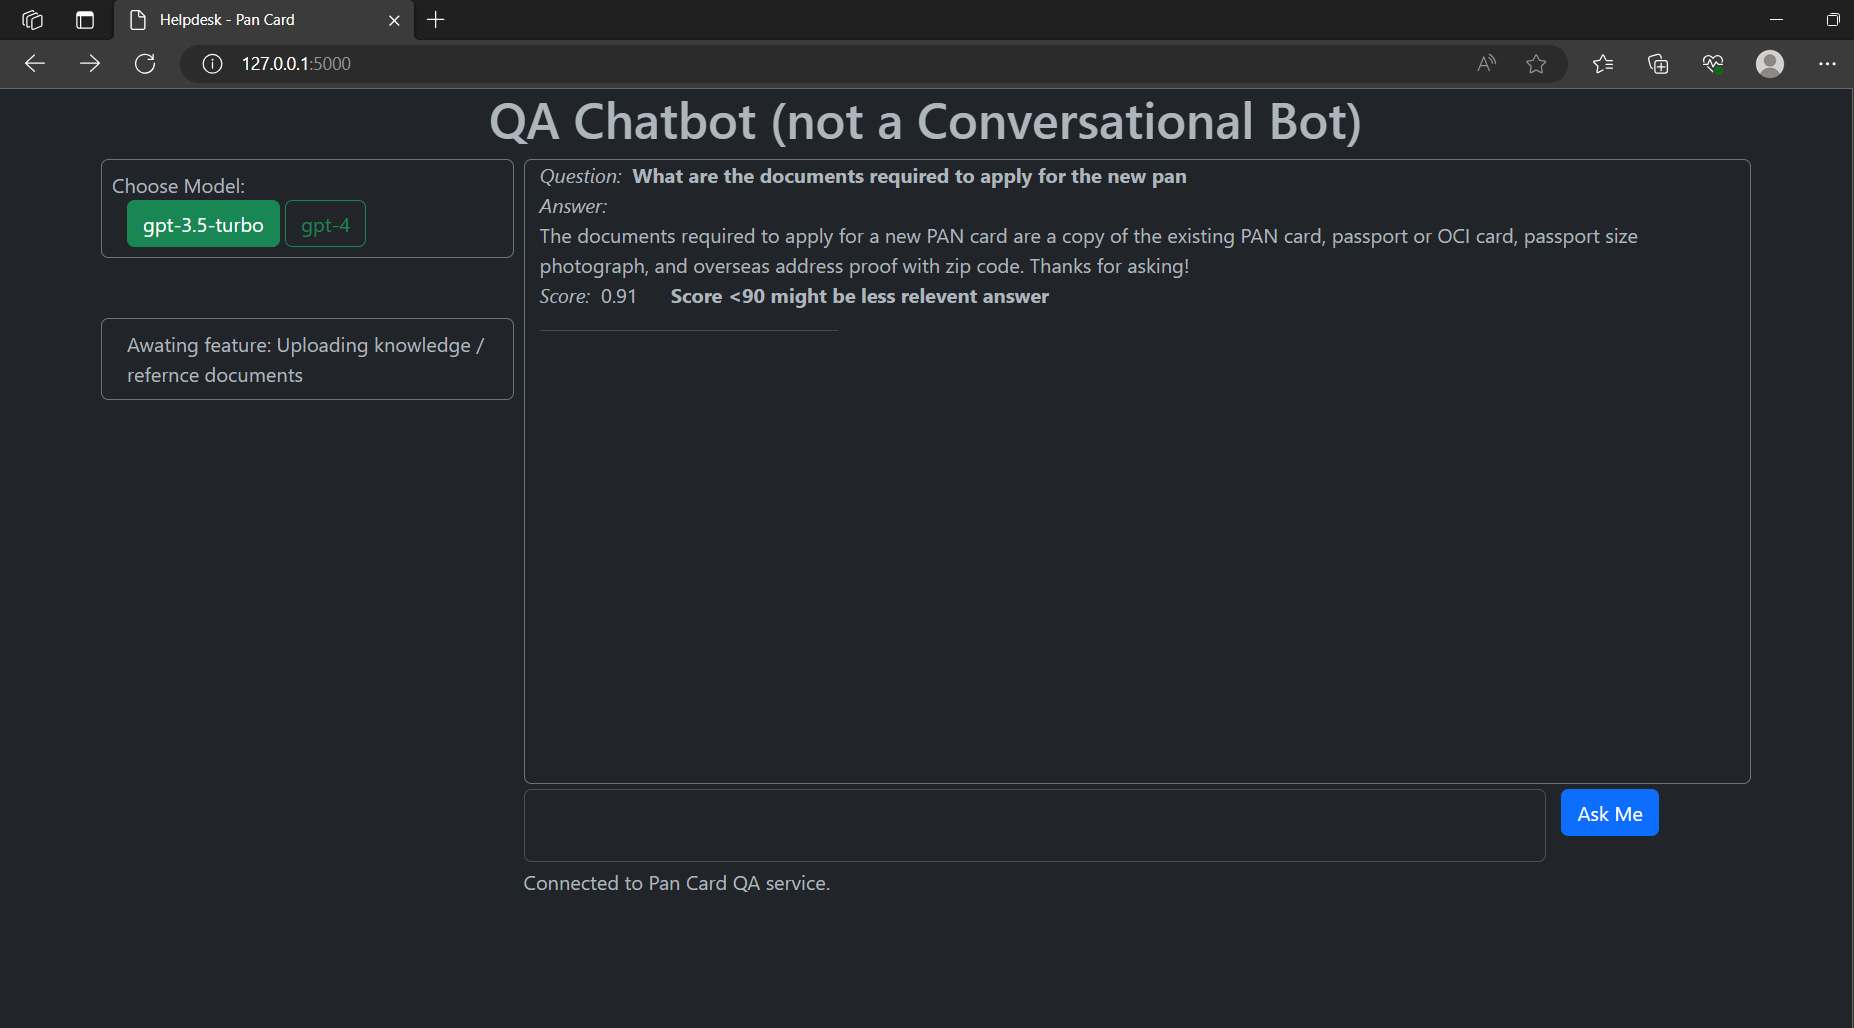 Helpdesk - Pan Card
127.0.0.1:5000
QA Chatbot (not a Conversational Bot)
Choose Model:
gpt-3.5-turbo gpt-4
Awating feature: Uploading knowledge /
refernce documents
Question: What are the documents required to apply for the new pan
Answer:
The documents required to apply for a new PAN card are a copy of the existing PAN card, passport or OCI card, passport size
photograph, and overseas address proof with zip code. Thanks for asking!
Score: 0.91 Score <90 might be less relevent answer
Ask Me
Connected to Pan Card QA service.